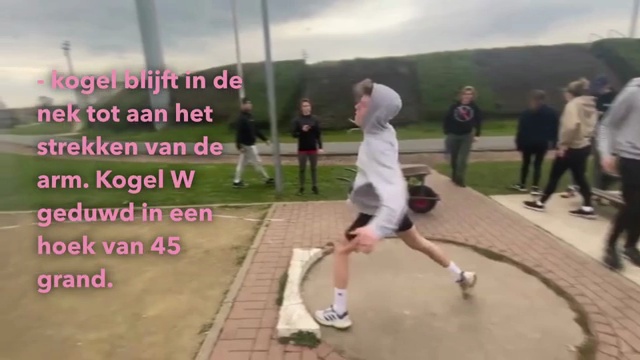 - kogel blijft in de
nek tot aan het
strekken van de
arm. Kogel W
geduwd in een
hoek van 45
grand.